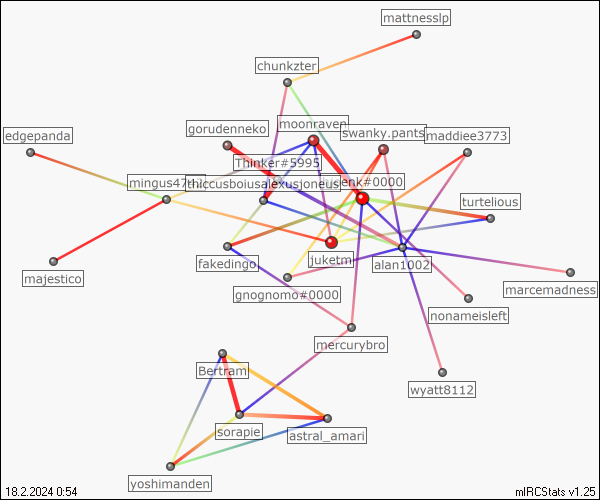 mattnesslp
chunkzter
edgepanda
gorudenneko
moonraven
swanky.pants
maddiee3773
Thinker#5995
mingus47
thiccusboiusalexusjoneus
enk#0000
turtelious
fakedingo
juketm
alan1002
majestico
gnognomo#0000
marcemadness
nonameisleft
mercurybro
Bertram
wyatt8112
sorapie
astral_amari
yoshimanden
18.2.2024 0:54
mIRCStats v1.25